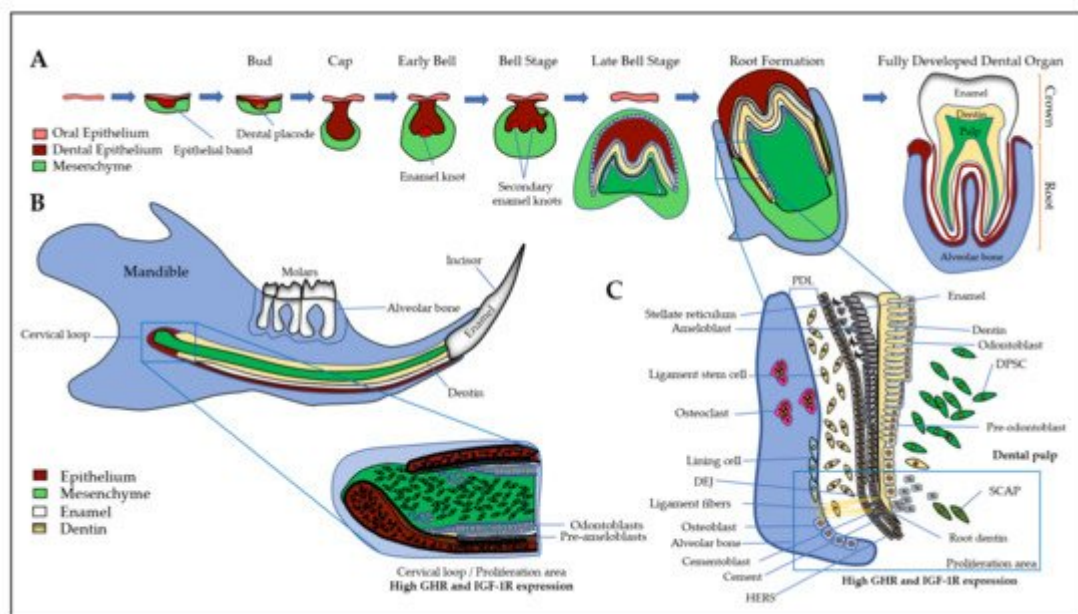 A
Bud
Cap
Early Bell
Bell Stage
Late Bell Stage
Root Formation
Fully Developed Dental Organ
Oral Epithelium
Dental Epithelium
Mesenchyme
Epithelial band
Dental placode
Enamel knot
Secondary
enamel knots
Enamel
Dentin
Pulp
Alveolar bone
Crown
Root
B
Mandible
Molars
Incisor
Alveolar bone
Enamel
Cervical loop
Dentin
Epithelium
Mesenchyme
Enamel
Dentin
Odontoblasts
Pre-ameloblasts
Cervical loop / Proliferation area
High GHR and IGF-1R expression
C
PDL
Stellate reticulum
Ameloblast
Ligament stem cell
Osteoclast
Lining cell
DEJ
Ligament fibers
Osteoblast
Alveolar bone
Cementoblast
Cement
HERS
Enamel
Dentin
Odontoblast
DPSC
Pre-odontoblast
Dental pulp
SCAP
Root dentin
Proliferation area
High GHR and IGF-1R expression